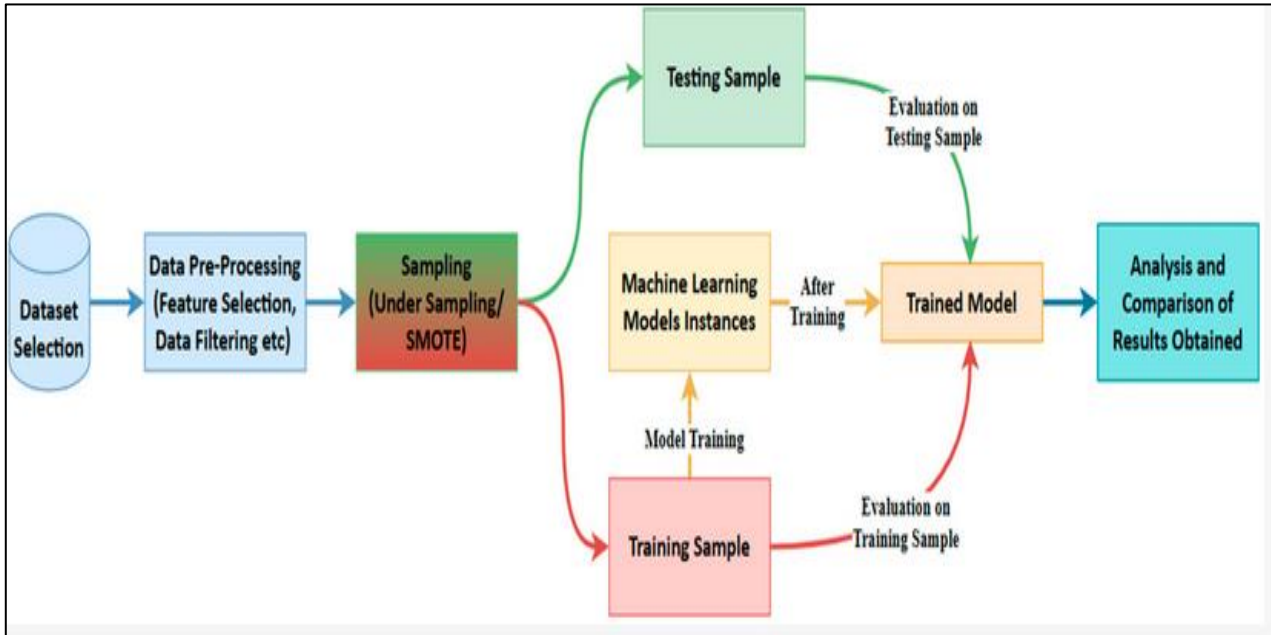 Testing Sample
Evaluation on
Testing Sample
Dataset
Selection
Data Pre-Processing
(Feature Selection,
Data Filtering etc)
Sampling
(Under Sampling/
SMOTE)
Machine Learning
Models Instances
After
Training
Trained Model
Analysis and
Comparison of
Results Obtained
Model Training
Training Sample
Evaluation on
Training Sample